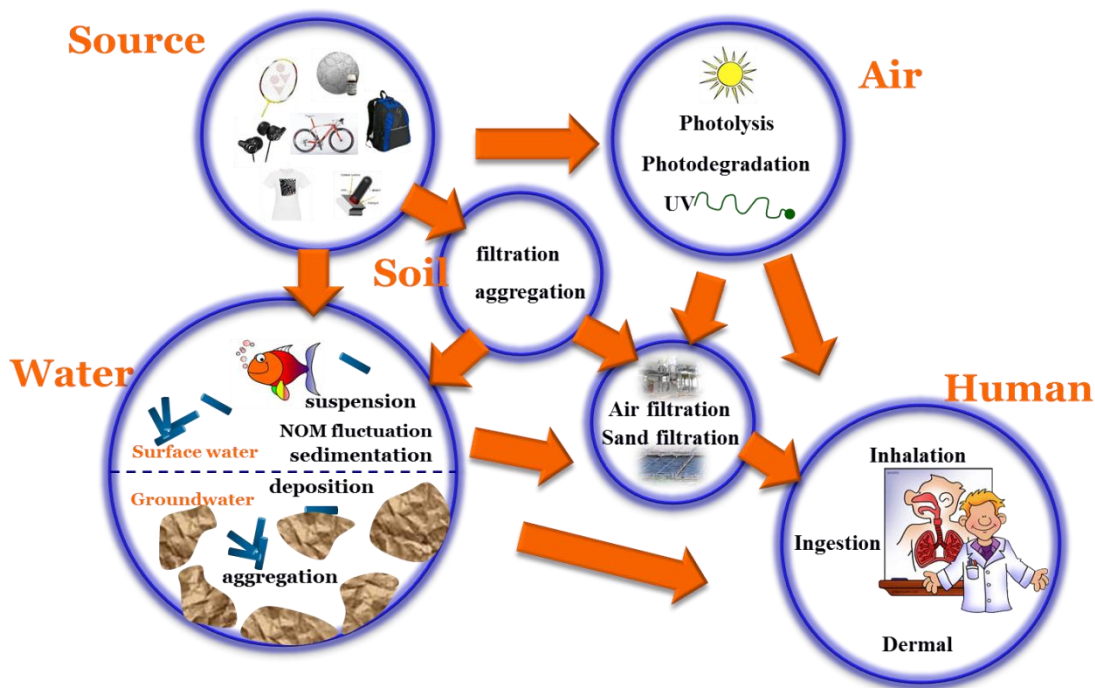 Source
Air
Photolysis
Photodegradation
UV
Soil
filtration
aggregation
Water
suspension
NOM fluctuation
Surface water
sedimentation
Groundwater
deposition
aggregation
Air filtration
Sand filtration
Human
Inhalation
Ingestion
Dermal